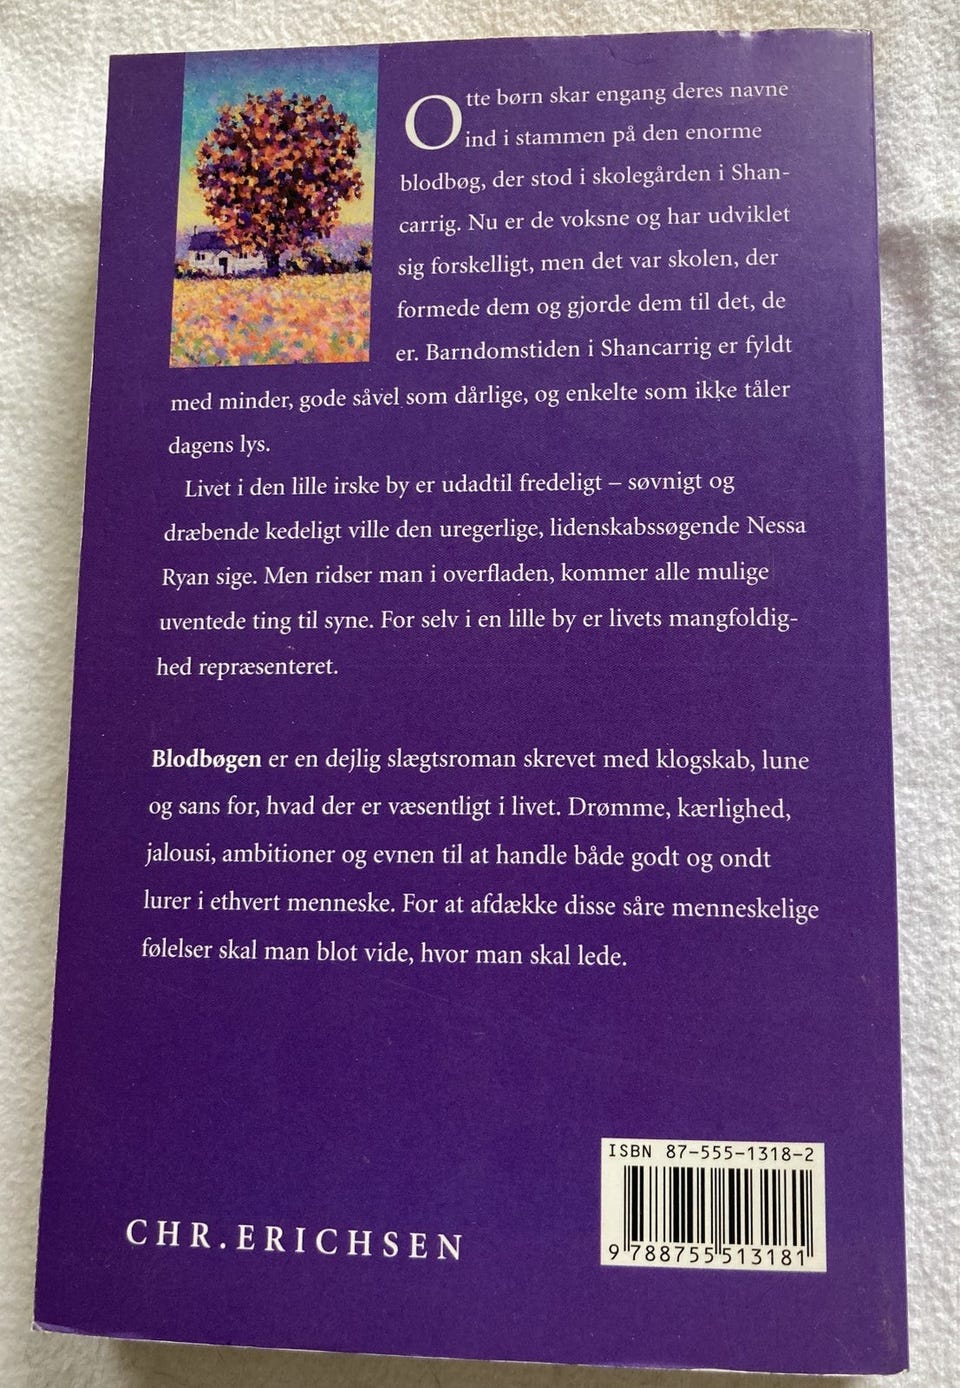 Otte børn skar engang deres navne
ind i stammen på den enorme
blodbøg, der stod i skolegården i Shan-
carrig. Nu er de voksne og har udviklet
sig forskelligt, men det var skolen, der
formede dem og gjorde dem til det, de
er. Barndomstiden i Shancarrig er fyldt
med minder, gode såvel som dårlige, og enkelte som ikke tåler
dagens lys.
Livet i den lille irske by er udadtil fredeligt – søvnigt og
dræbende kedeligt ville den uregerlige, lidenskabssøgende Nessa
Ryan sige. Men ridser man i overfladen, kommer alle mulige
uventede ting til syne. For selv i en lille by er livets mangfoldig-
hed repræsenteret.
Blodbøgen er en dejlig slægtsroman skrevet med klogskab, lune
og sans for, hvad der er væsentligt i livet. Drømme, kærlighed,
jalousi, ambitioner og evnen til at handle både godt og ondt
lurer i ethvert menneske. For at afdække disse såre menneskelige
følelser skal man blot vide, hvor man skal lede.
ISBN 87-555-1318-2
9 788755 513181
CHR. ERICHSEN